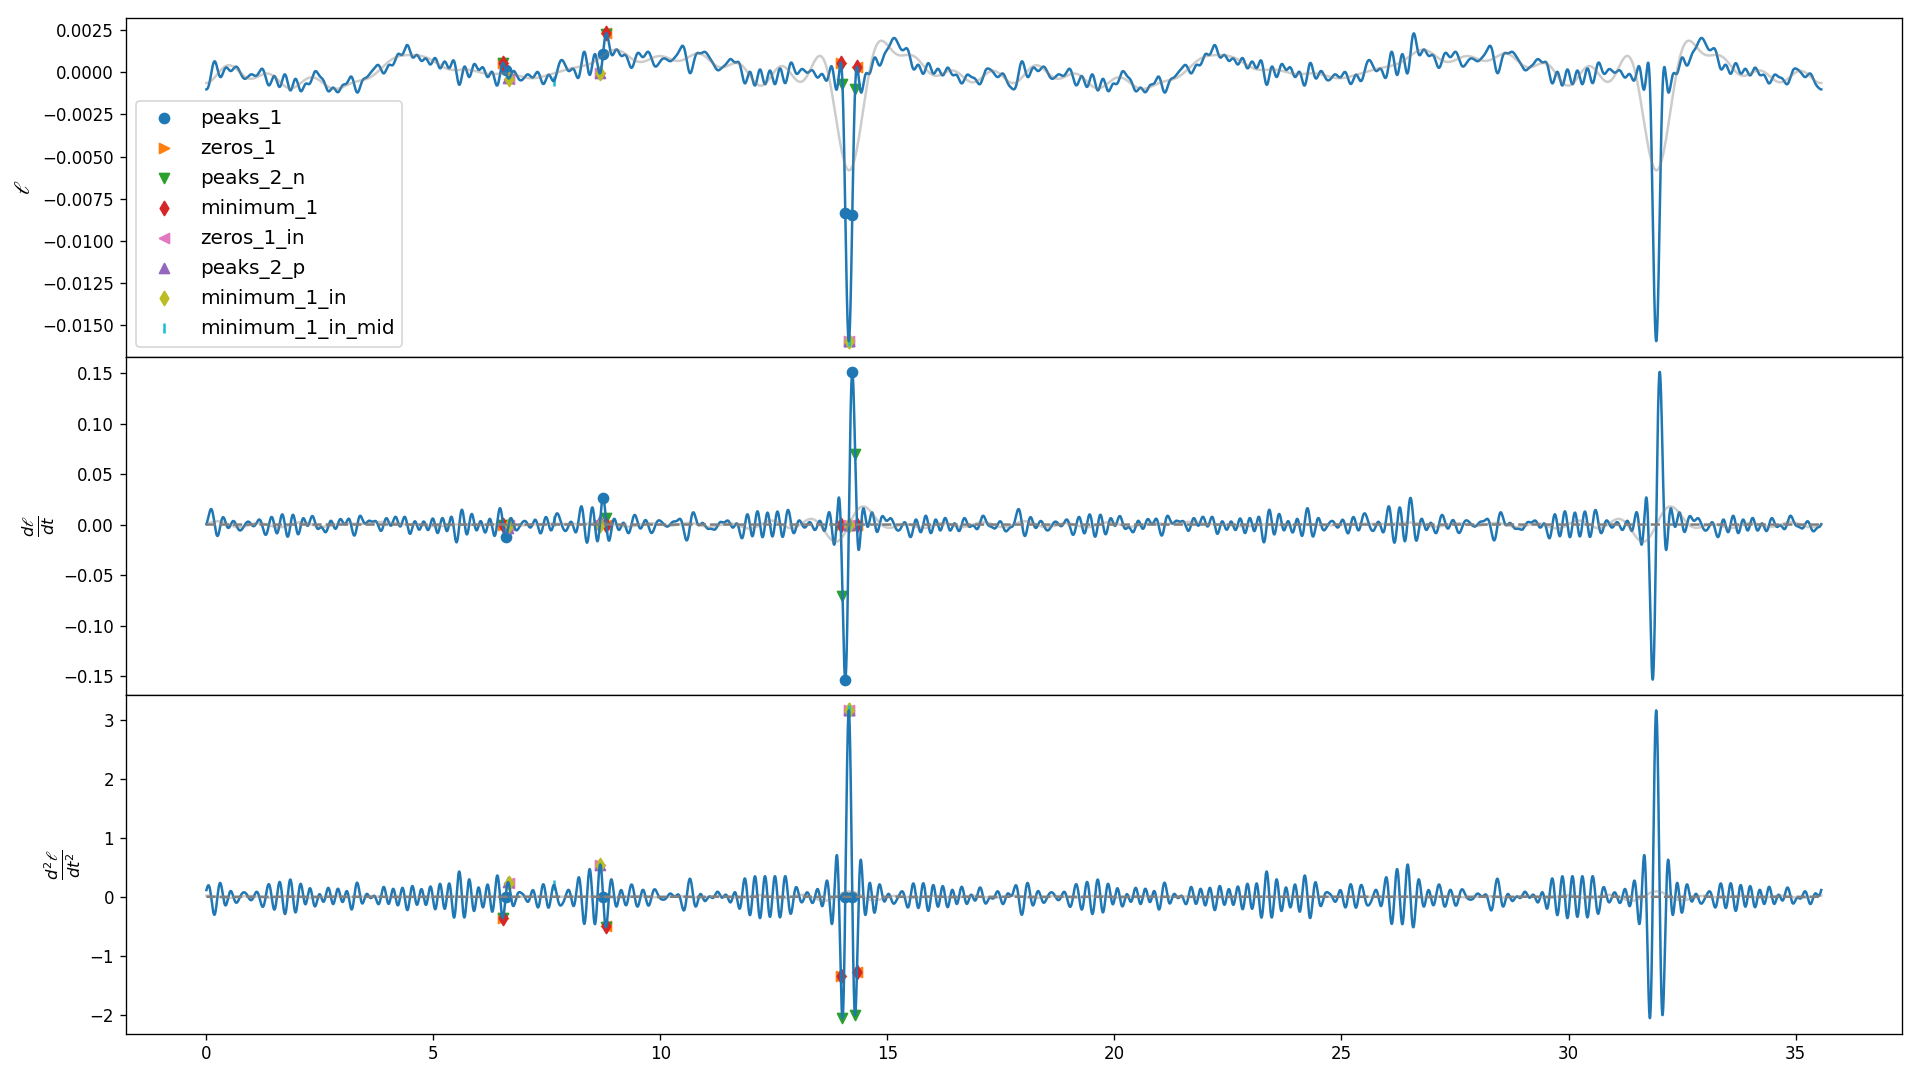 0.0025
0.0000
−0.0025
−0.0050
−0.0075
−0.0100
−0.0125
−0.0150
ℓ
peaks_1
zeros_1
peaks_2_n
minimum_1
zeros_1_in
peaks_2_p
minimum_1_in
minimum_1_in_mid
0.15
0.10
0.05
0.00
−0.05
−0.10
−0.15
dℓ
dt
3
2
1
0
−1
−2
d²ℓ
dt²
0 5 10 15 20 25 30 35